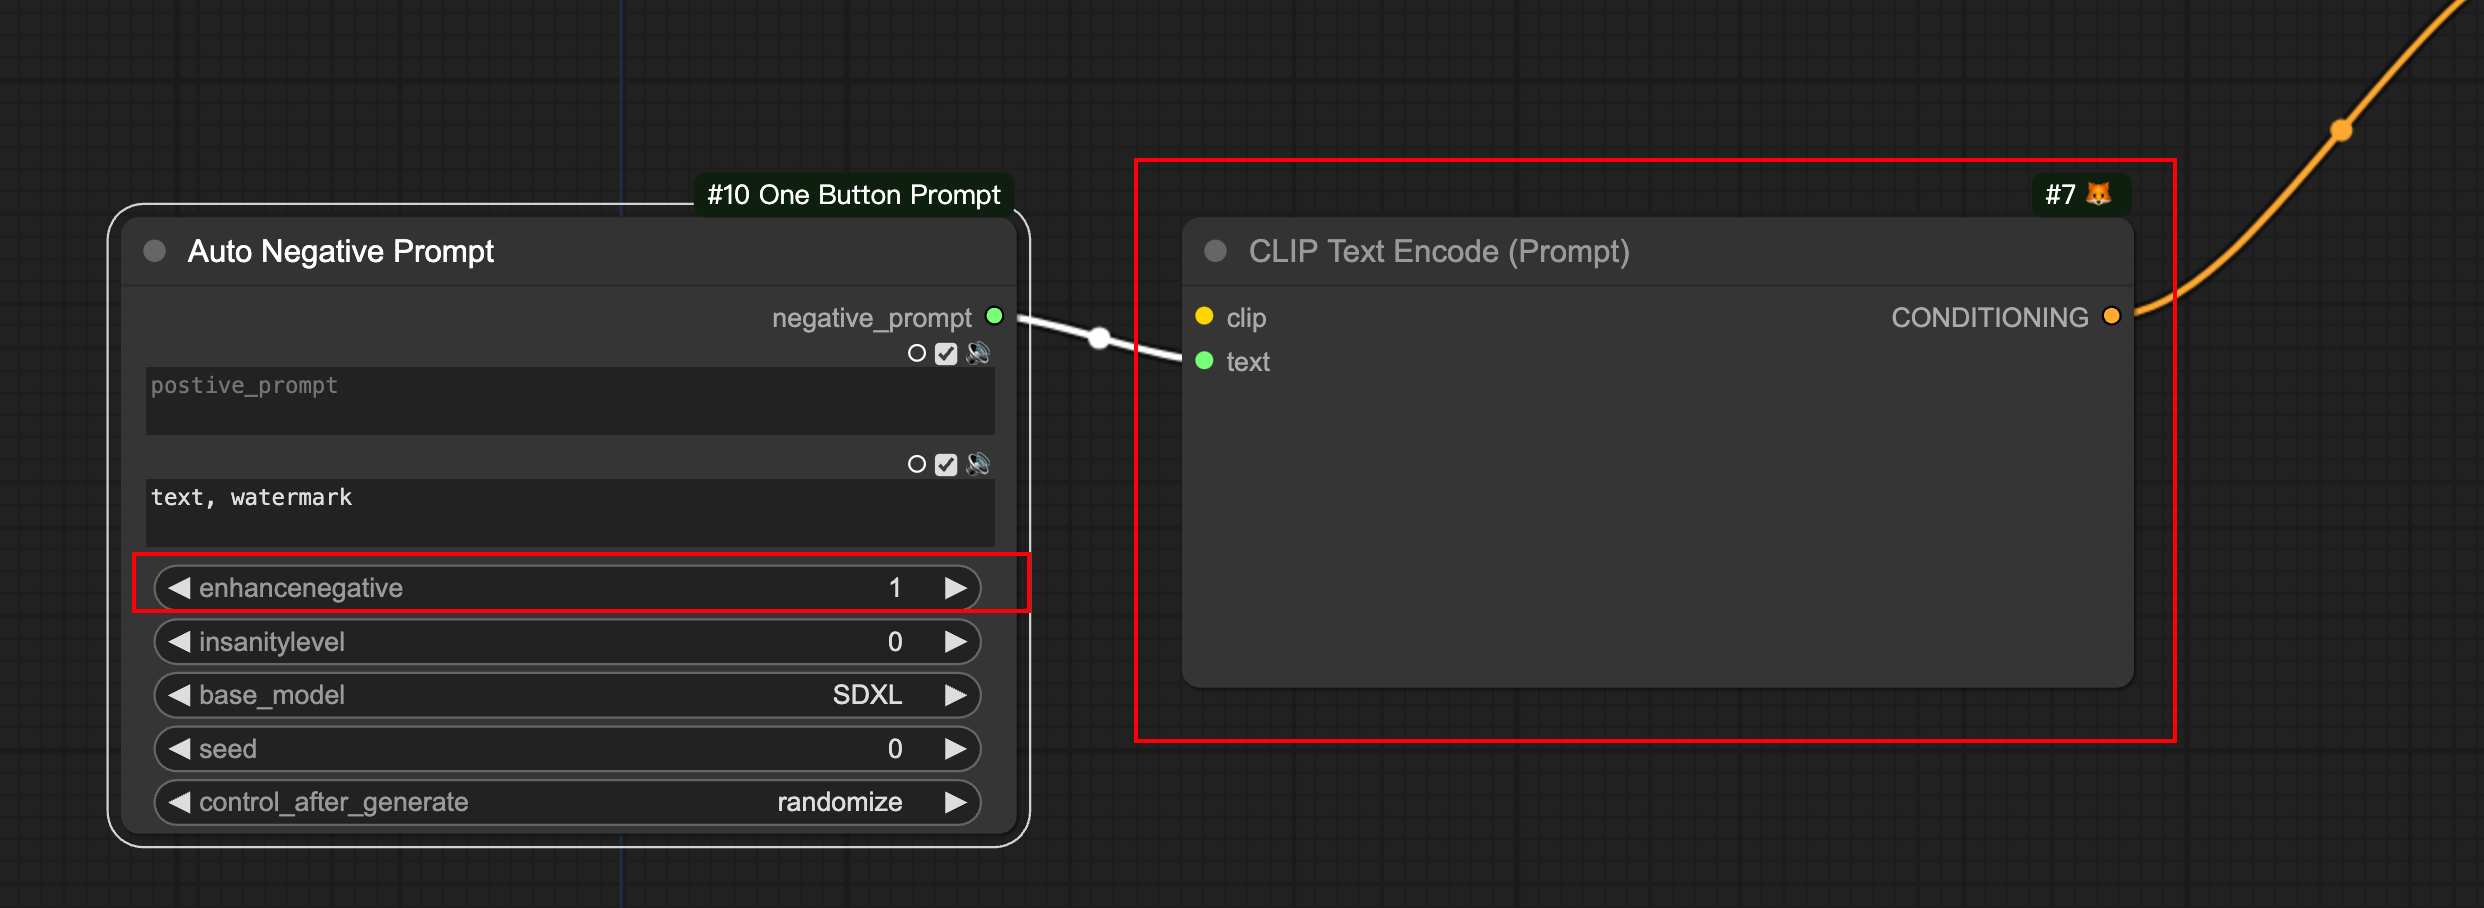 #10 One Button Prompt
Auto Negative Prompt
negative_prompt
postive_prompt
text, watermark
enhancenegative 1
insanitylevel 0
base_model SDXL
seed 0
control_after_generate randomize
#7 🦊
CLIP Text Encode (Prompt)
clip CONDITIONING
text